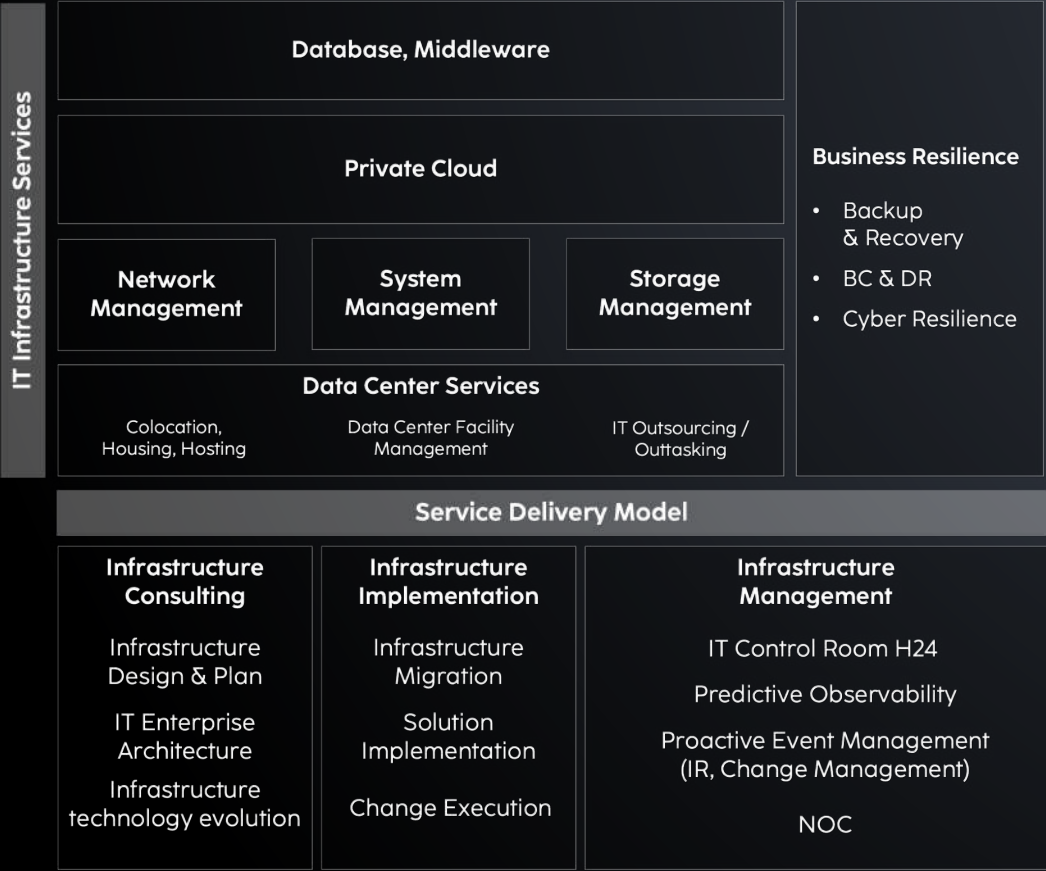 IT Infrastructure Services
Database, Middleware
Private Cloud
Network
Management
System
Management
Storage
Management
Data Center Services
Colocation,
Housing, Hosting
Data Center Facility
Management
IT Outsourcing /
Outtasking
Business Resilience
• Backup
& Recovery
• BC & DR
• Cyber Resilience
Service Delivery Model
Infrastructure
Consulting
Infrastructure
Design & Plan
IT Enterprise
Architecture
Infrastructure
technology evolution
Infrastructure
Implementation
Infrastructure
Migration
Solution
Implementation
Change Execution
Infrastructure
Management
IT Control Room H24
Predictive Observability
Proactive Event Management
(IR, Change Management)
NOC